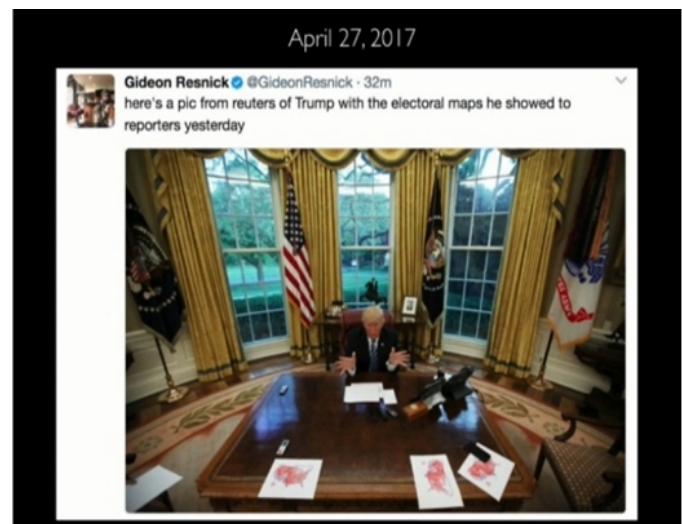 April 27, 2017
Gideon Resnick @GideonResnick · 32m
here's a pic from reuters of Trump with the electoral maps he showed to
reporters yesterday